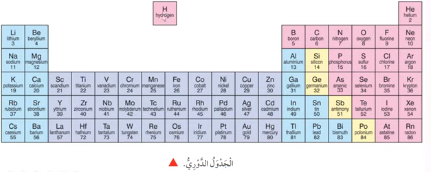 H He
hydrogen helium
2
Li Be B C N O F Ne
lithium beryllium boron carbon nitrogen oxygen fluorine neon
3 4 5 6 7 8 9 10
Na Mg Al Si P S Cl Ar
sodium magnesium aluminium silicon phosphorus sulfur chlorine argon
11 12 13 14 15 16 17 18
K Ca Sc Ti V Cr Mn Fe Co Ni Cu Zn Ga Ge As Se Br Kr
potassium calcium scandium titanium vanadium chromium manganese iron cobalt nickel copper zinc gallium germanium arsenic selenium bromine krypton
19 20 21 22 23 24 25 26 27 28 29 30 31 32 33 34 35 36
Rb Sr Y Zr Nb Mo Tc Ru Rh Pd Ag Cd In Sn Sb Te I Xe
rubidium strontium yttrium zirconium niobium molybdenum technetium ruthenium rhodium palladium silver cadmium indium tin antimony tellurium iodine xenon
37 38 39 40 41 42 43 44 45 46 47 48 49 50 51 52 53 54
Cs Ba La Hf Ta W Re Os Ir Pt Au Hg Tl Pb Bi Po At Rn
caesium barium lanthanum hafnium tantalum tungsten rhenium osmium iridium platinum gold mercury thallium lead bismuth polonium astatine radon
55 56 57 72 73 74 75 76 77 78 79 80 81 82 83 84 85 86
الْجَدْوَلُ الدَّوْرِيُّ.